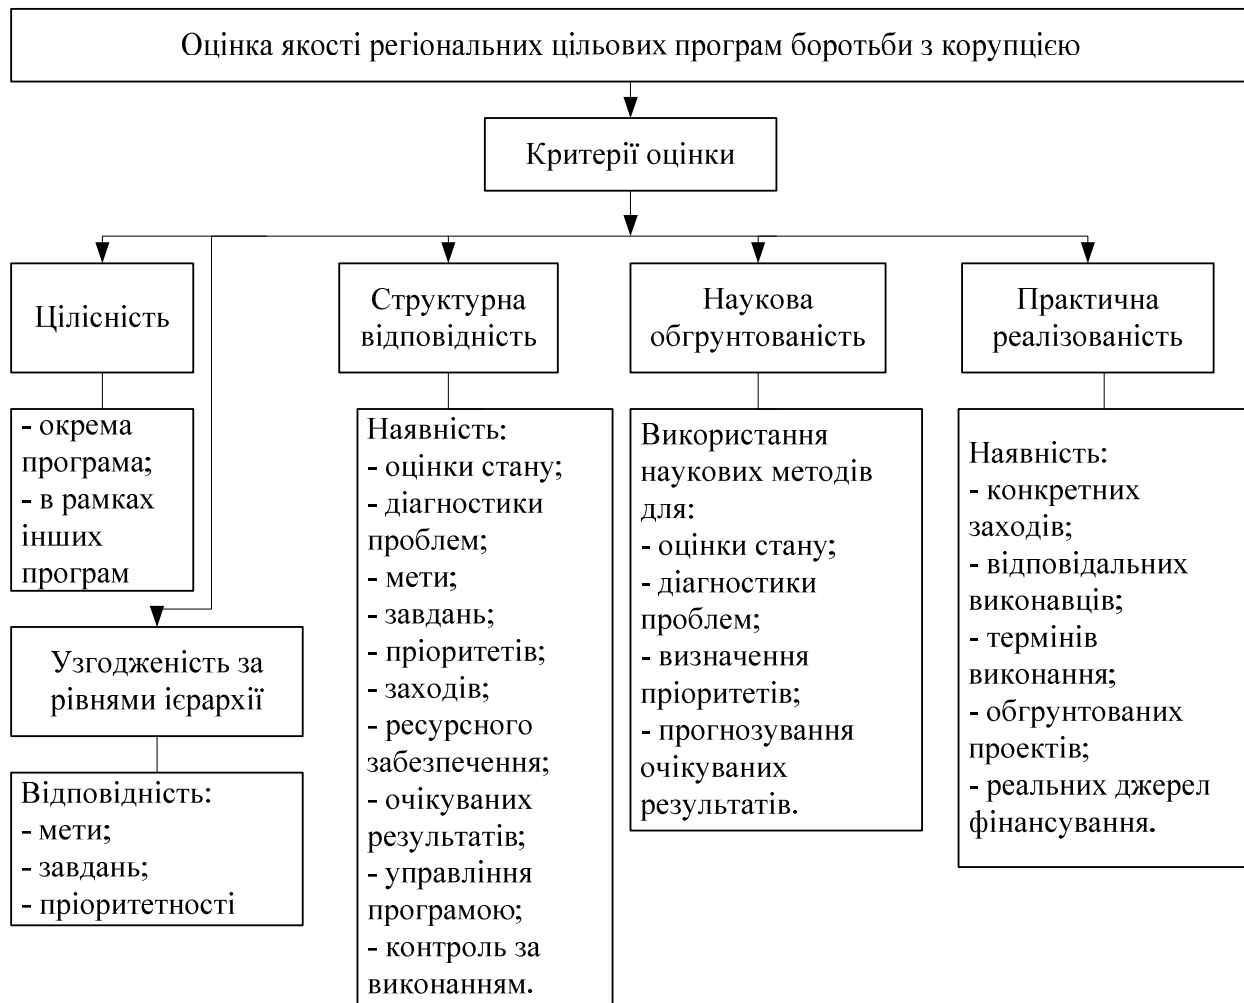 Оцінка якості регіональних цільових програм боротьби з корупцією
Критерії оцінки
Цілісність
- окрема
програма;
- в рамках
інших
програм
Узгодженість за
рівнями ієрархії
Відповідність:
- мети;
- завдань;
- пріоритетності
Структурна
відповідність
Наявність:
- оцінки стану;
- діагностики
проблем;
- мети;
- завдань;
- пріоритетів;
- заходів;
- ресурсного
забезпечення;
- очікуваних
результатів;
- управління
програмою;
- контроль за
виконанням.
Наукова
обгрунтованість
Використання
наукових методів
для:
- оцінки стану;
- діагностики
проблем;
- визначення
пріоритетів;
- прогнозування
очікуваних
результатів.
Практична
реалізованість
Наявність:
- конкретних
заходів;
- відповідальних
виконавців;
- термінів
виконання;
- обгрунтованих
проектів;
- реальних джерел
фінансування.